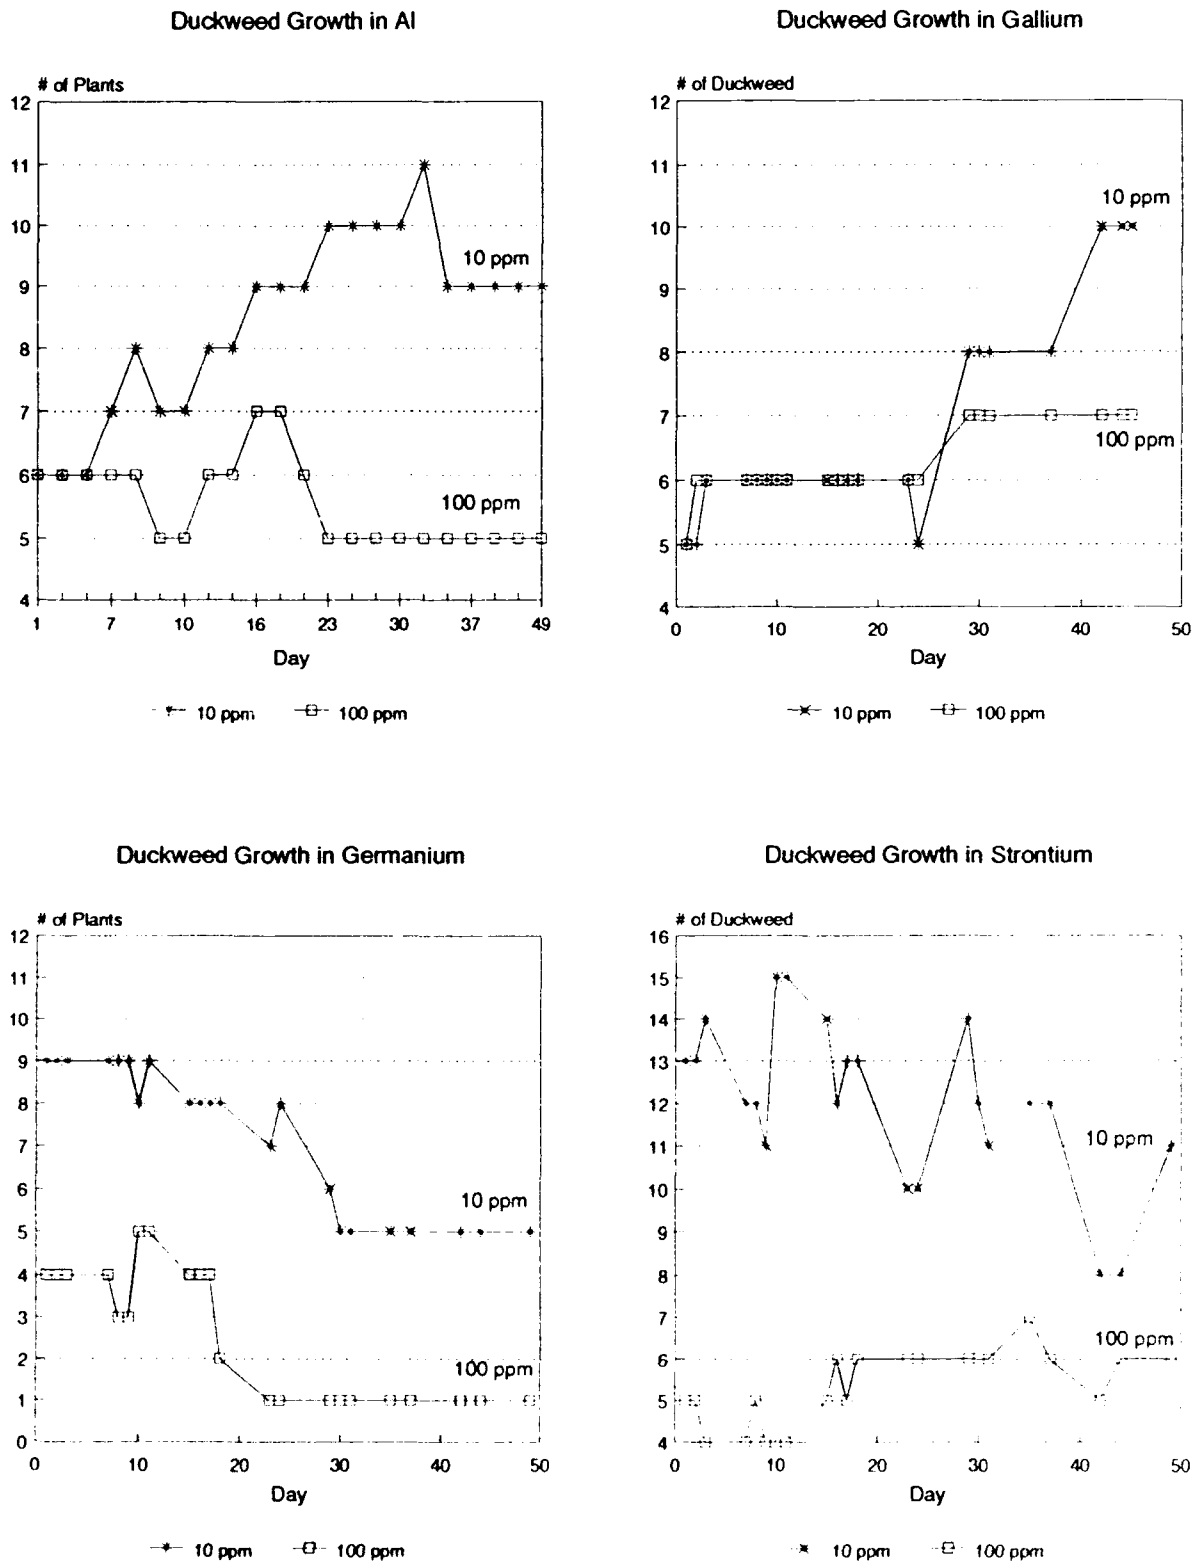 Duckweed Growth in Al
# of Plants
12
11
10
9
8
7
6
5
4
10 ppm
100 ppm
1 7 10 16 23 30 37 49
Day
10 ppm 100 ppm
Duckweed Growth in Gallium
# of Duckweed
12
11
10
9
8
7
6
5
4
10 ppm
100 ppm
0 10 20 30 40 50
Day
10 ppm 100 ppm
Duckweed Growth in Germanium
# of Plants
12
11
10
9
8
7
6
5
4
3
2
1
0
10 ppm
100 ppm
0 10 20 30 40 50
Day
10 ppm 100 ppm
Duckweed Growth in Strontium
# of Duckweed
16
15
14
13
12
11
10
9
8
7
6
5
4
10 ppm
100 ppm
0 10 20 30 40 50
Day
10 ppm 100 ppm